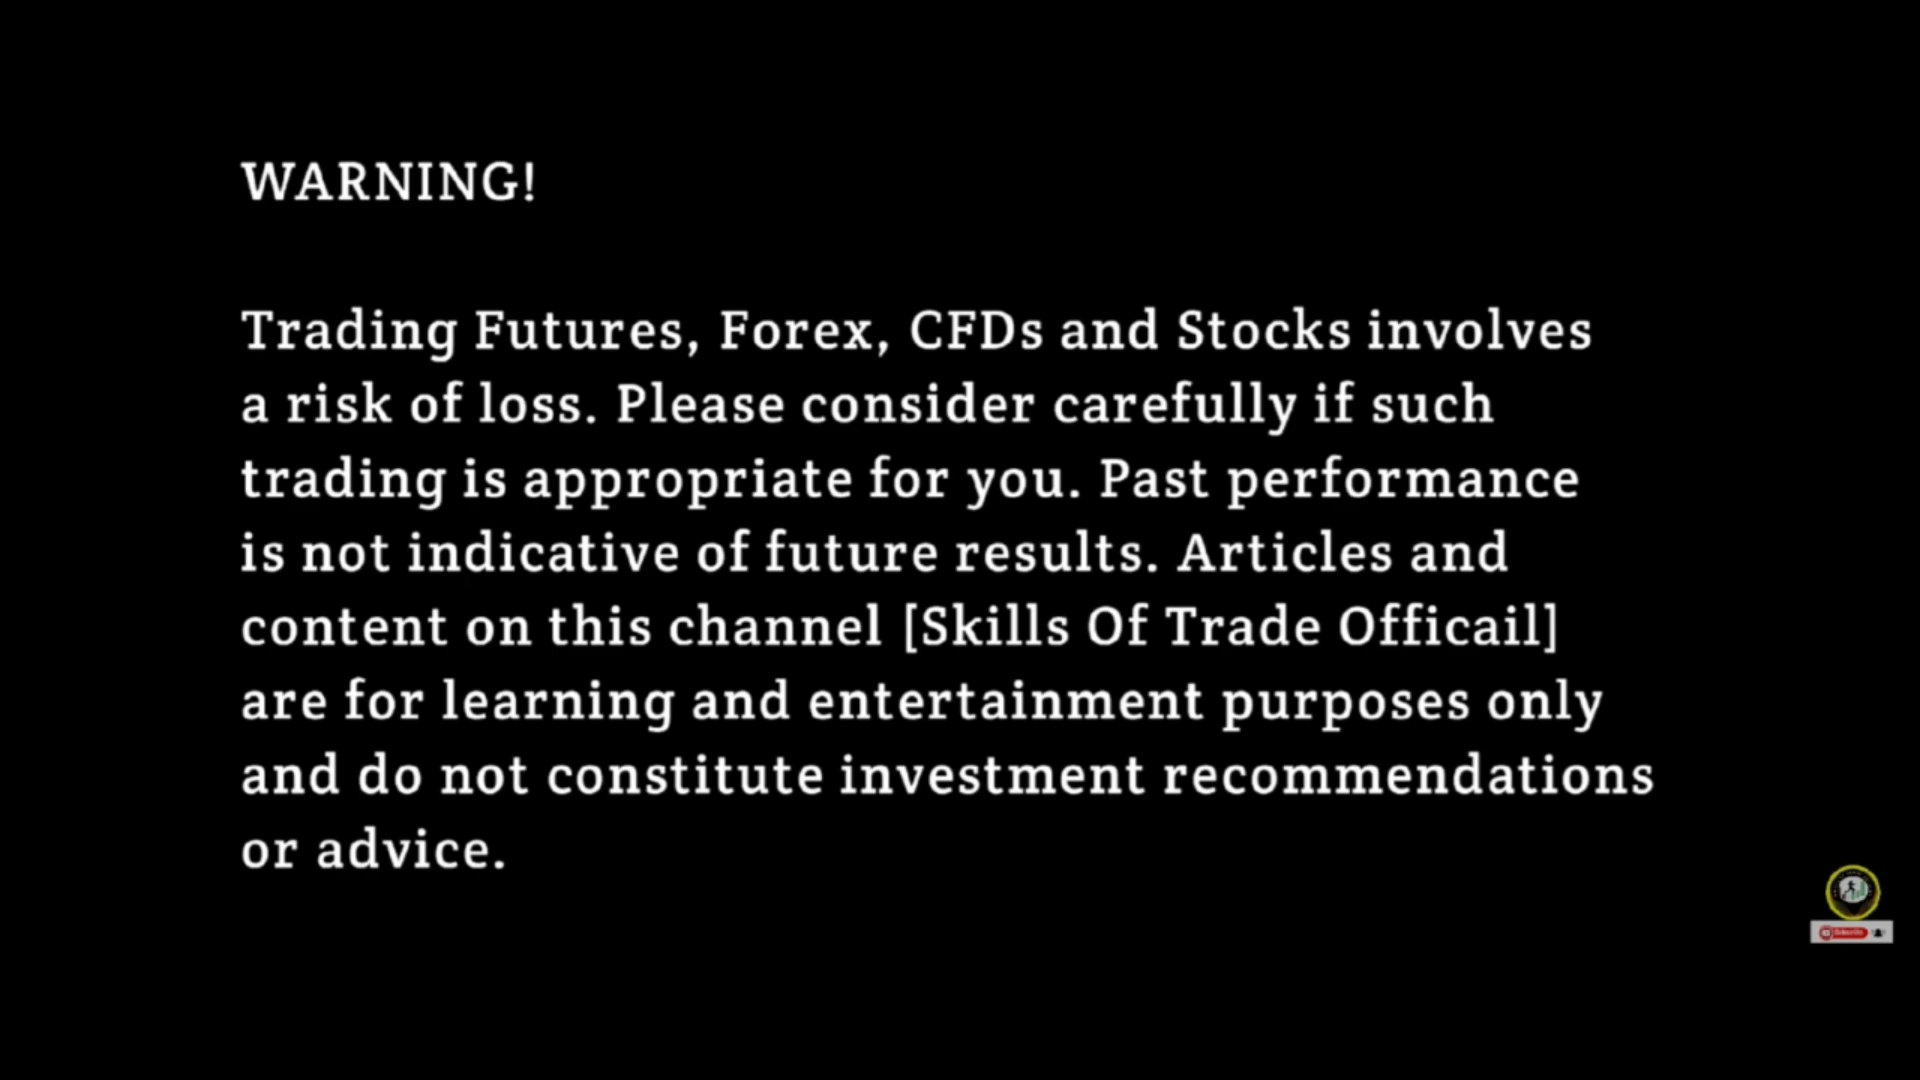 WARNING!
Trading Futures, Forex, CFDs and Stocks involves
a risk of loss. Please consider carefully if such
trading is appropriate for you. Past performance
is not indicative of future results. Articles and
content on this channel [Skills Of Trade Officail]
are for learning and entertainment purposes only
and do not constitute investment recommendations
or advice.
Subscribe